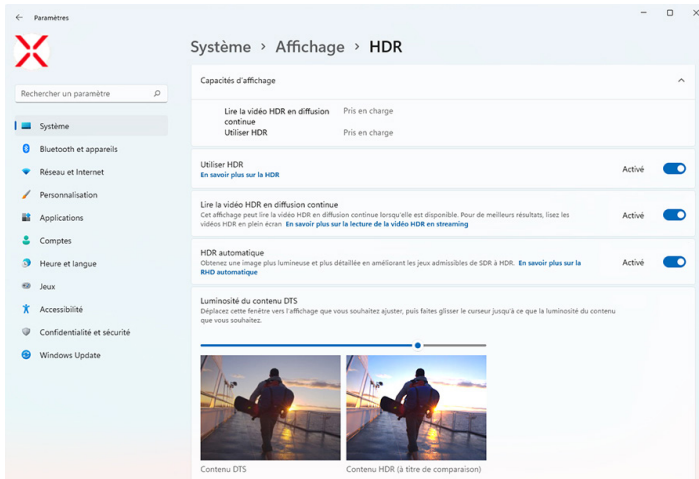 Paramètres
Système > Affichage > HDR
Rechercher un paramètre
Système
Bluetooth et appareils
Réseau et Internet
Personnalisation
Applications
Comptes
Heure et langue
Jeux
Accessibilité
Confidentialité et sécurité
Windows Update
Capacités d'affichage
Lire la vidéo HDR en diffusion continue
Pris en charge
Utiliser HDR
Pris en charge
Utiliser HDR
En savoir plus sur la HDR
Activé
Lire la vidéo HDR en diffusion continue
Cet affichage peut lire la vidéo HDR en diffusion continue lorsqu'elle est disponible. Pour de meilleurs résultats, lisez les
vidéos HDR en plein écran En savoir plus sur la lecture de la vidéo HDR en streaming
Activé
HDR automatique
Obtenez une image plus lumineuse et plus détaillée en améliorant les jeux admissibles de SDR à HDR. En savoir plus sur la
RHD automatique
Activé
Luminosité du contenu DTS
Déplacez cette fenêtre vers l'affichage que vous souhaitez ajuster, puis faites glisser le curseur jusqu'à ce que la luminosité du contenu
que vous souhaitez.
Contenu DTS
Contenu HDR (à titre de comparaison)